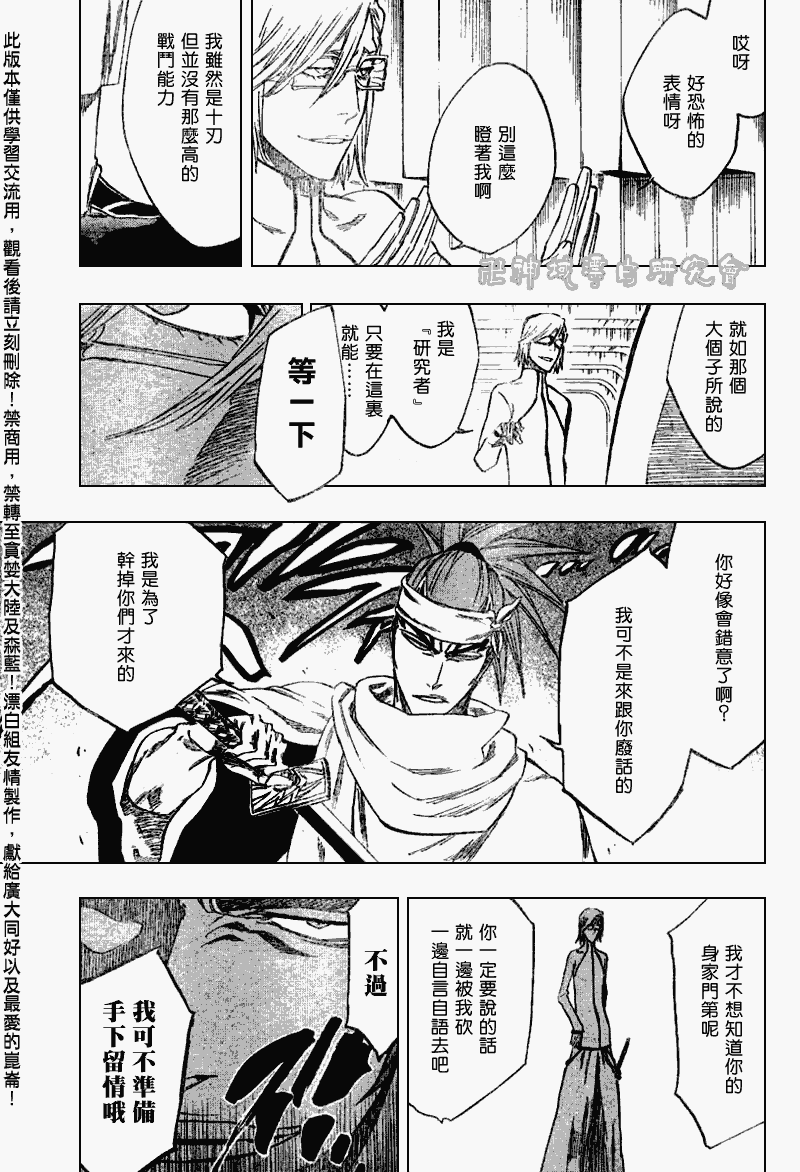 哎呀
好恐怖的
表情呀
別這麼
瞪著我啊
我雖然是十刃
但並沒有那麼高的
戰鬥能力
卍神域漫占研究會
就如那個
大個子所說的
我是
『研究者』
只要在這裏
就能……
等一下
你好像會錯意了啊？
我可不是來跟你廢話的
我是為了
幹掉你們才來的
我才不想知道你的
身家門第呢
你一定要說的話
就一邊被我砍
一邊自言自語去吧
不過
我可不準備
手下留情哦
此版本僅供學習交流用，觀看後請立刻刪除！禁商用，禁轉至貪婪大陸及森藍！漂白組友情製作，獻給廣大同好以及最愛的崑崙！